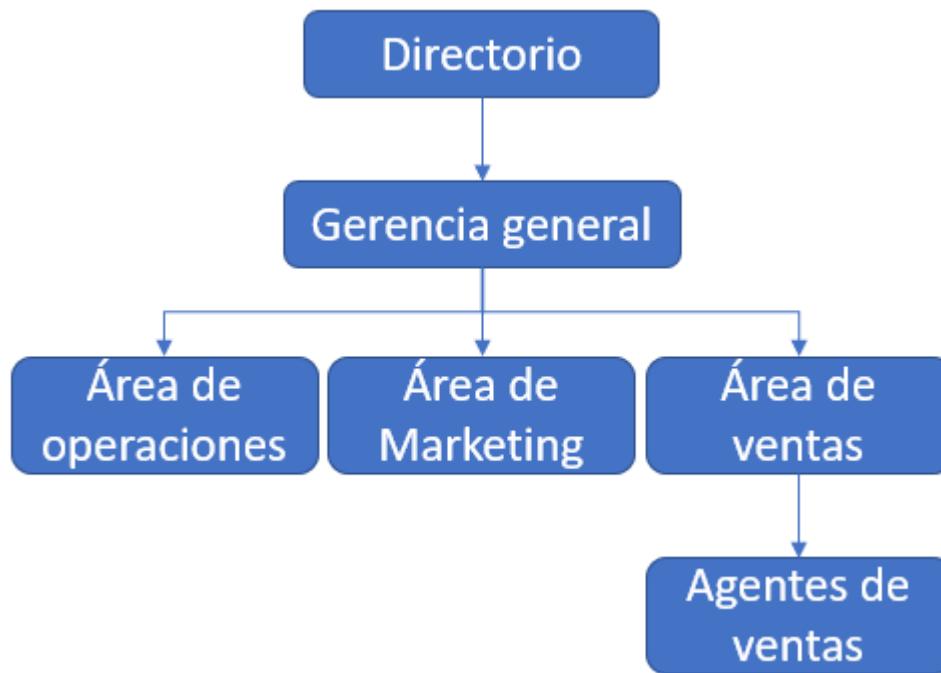 Directorio
Gerencia general
Área de
operaciones
Área de
Marketing
Área de
ventas
Agentes de
ventas